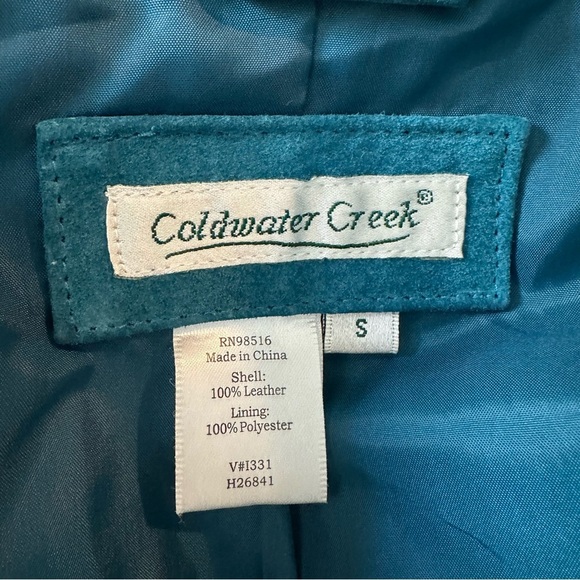 Coldwater Creek®
S
RN98516
Made in China
Shell:
100% Leather
Lining:
100% Polyester
V#I331
H26841